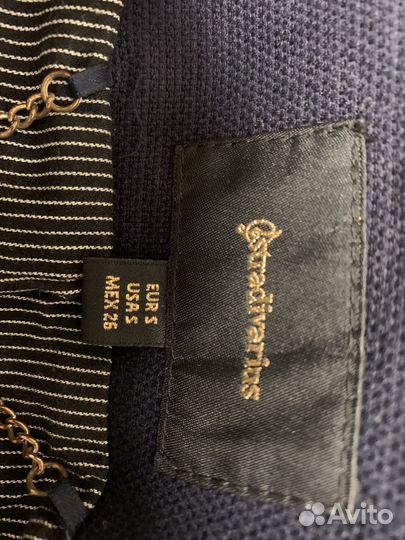 stradivarius
EUR S
USA S
MEX 26
Avito